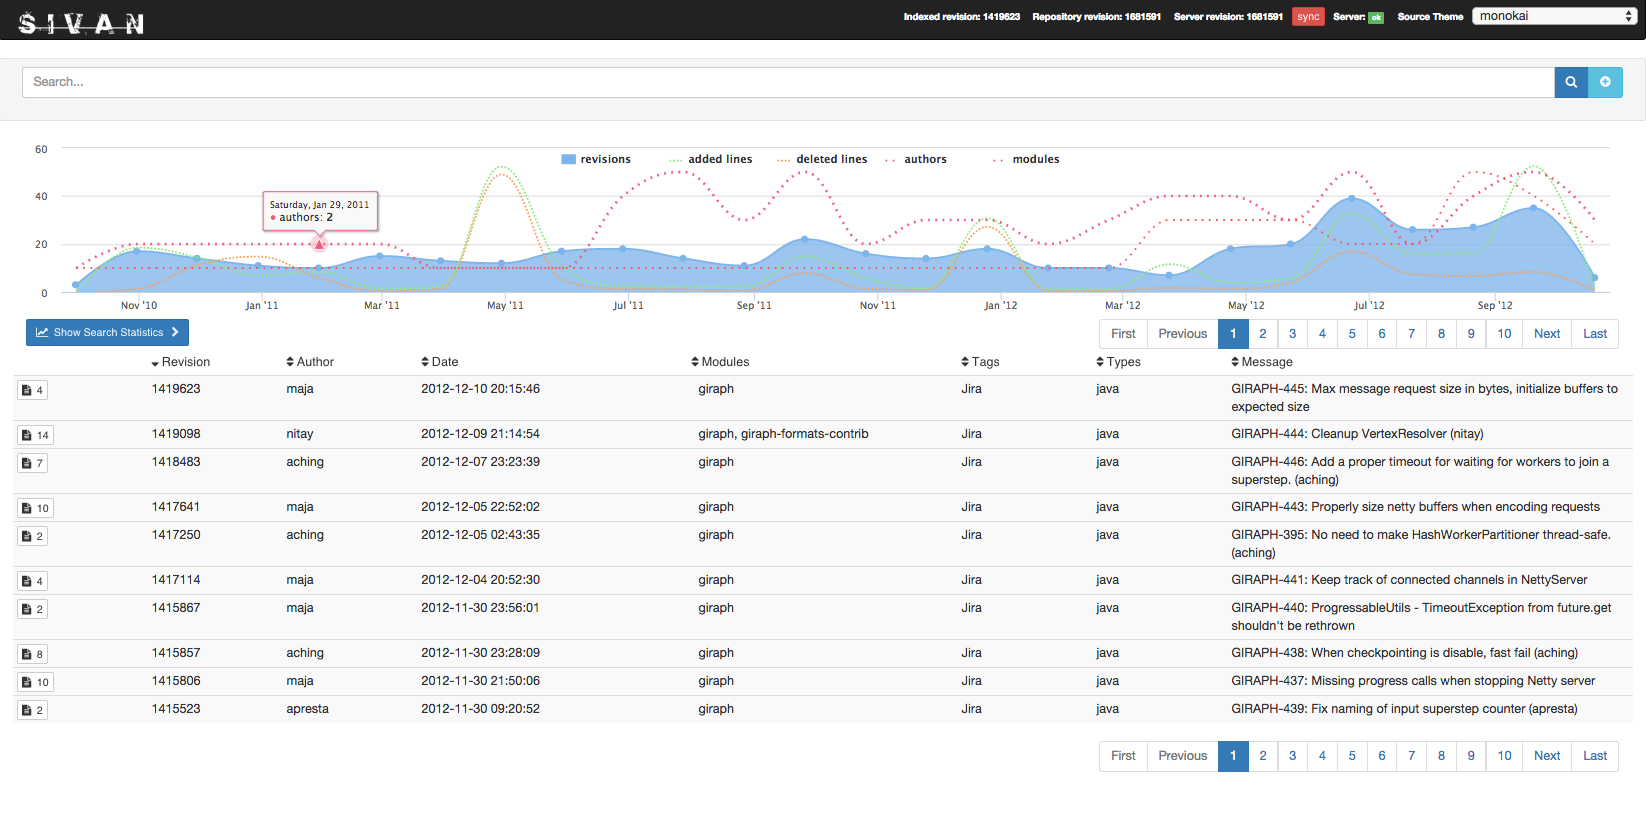 SIVAN
Indexed revision: 1419623 Repository revision: 1681591 Server revision: 1681591 sync Server: ok Source Theme monokai
Search...
60
40
20
0
revisions added lines deleted lines authors modules
Saturday, Jan 29, 2011
● authors: 2
Nov '10 Jan '11 Mar '11 May '11 Jul '11 Sep '11 Nov '11 Jan '12 Mar '12 May '12 Jul '12 Sep '12
Show Search Statistics
First Previous 1 2 3 4 5 6 7 8 9 10 Next Last
Revision Author Date Modules Tags Types Message
4 1419623 maja 2012-12-10 20:15:46 giraph Jira java GIRAPH-445: Max message request size in bytes, initialize buffers to
expected size
14 1419098 nitay 2012-12-09 21:14:54 giraph, giraph-formats-contrib Jira java GIRAPH-444: Cleanup VertexResolver (nitay)
7 1418483 aching 2012-12-07 23:23:39 giraph Jira java GIRAPH-446: Add a proper timeout for waiting for workers to join a
superstep. (aching)
10 1417641 maja 2012-12-05 22:52:02 giraph Jira java GIRAPH-443: Properly size netty buffers when encoding requests
2 1417250 aching 2012-12-05 02:43:35 giraph Jira java GIRAPH-395: No need to make HashWorkerPartitioner thread-safe.
(aching)
4 1417114 maja 2012-12-04 20:52:30 giraph Jira java GIRAPH-441: Keep track of connected channels in NettyServer
2 1415867 maja 2012-11-30 23:56:01 giraph Jira java GIRAPH-440: ProgressableUtils - TimeoutException from future.get
shouldn't be rethrown
8 1415857 aching 2012-11-30 23:28:09 giraph Jira java GIRAPH-438: When checkpointing is disable, fast fail (aching)
10 1415806 maja 2012-11-30 21:50:06 giraph Jira java GIRAPH-437: Missing progress calls when stopping Netty server
2 1415523 apresta 2012-11-30 09:20:52 giraph Jira java GIRAPH-439: Fix naming of input superstep counter (apresta)
First Previous 1 2 3 4 5 6 7 8 9 10 Next Last